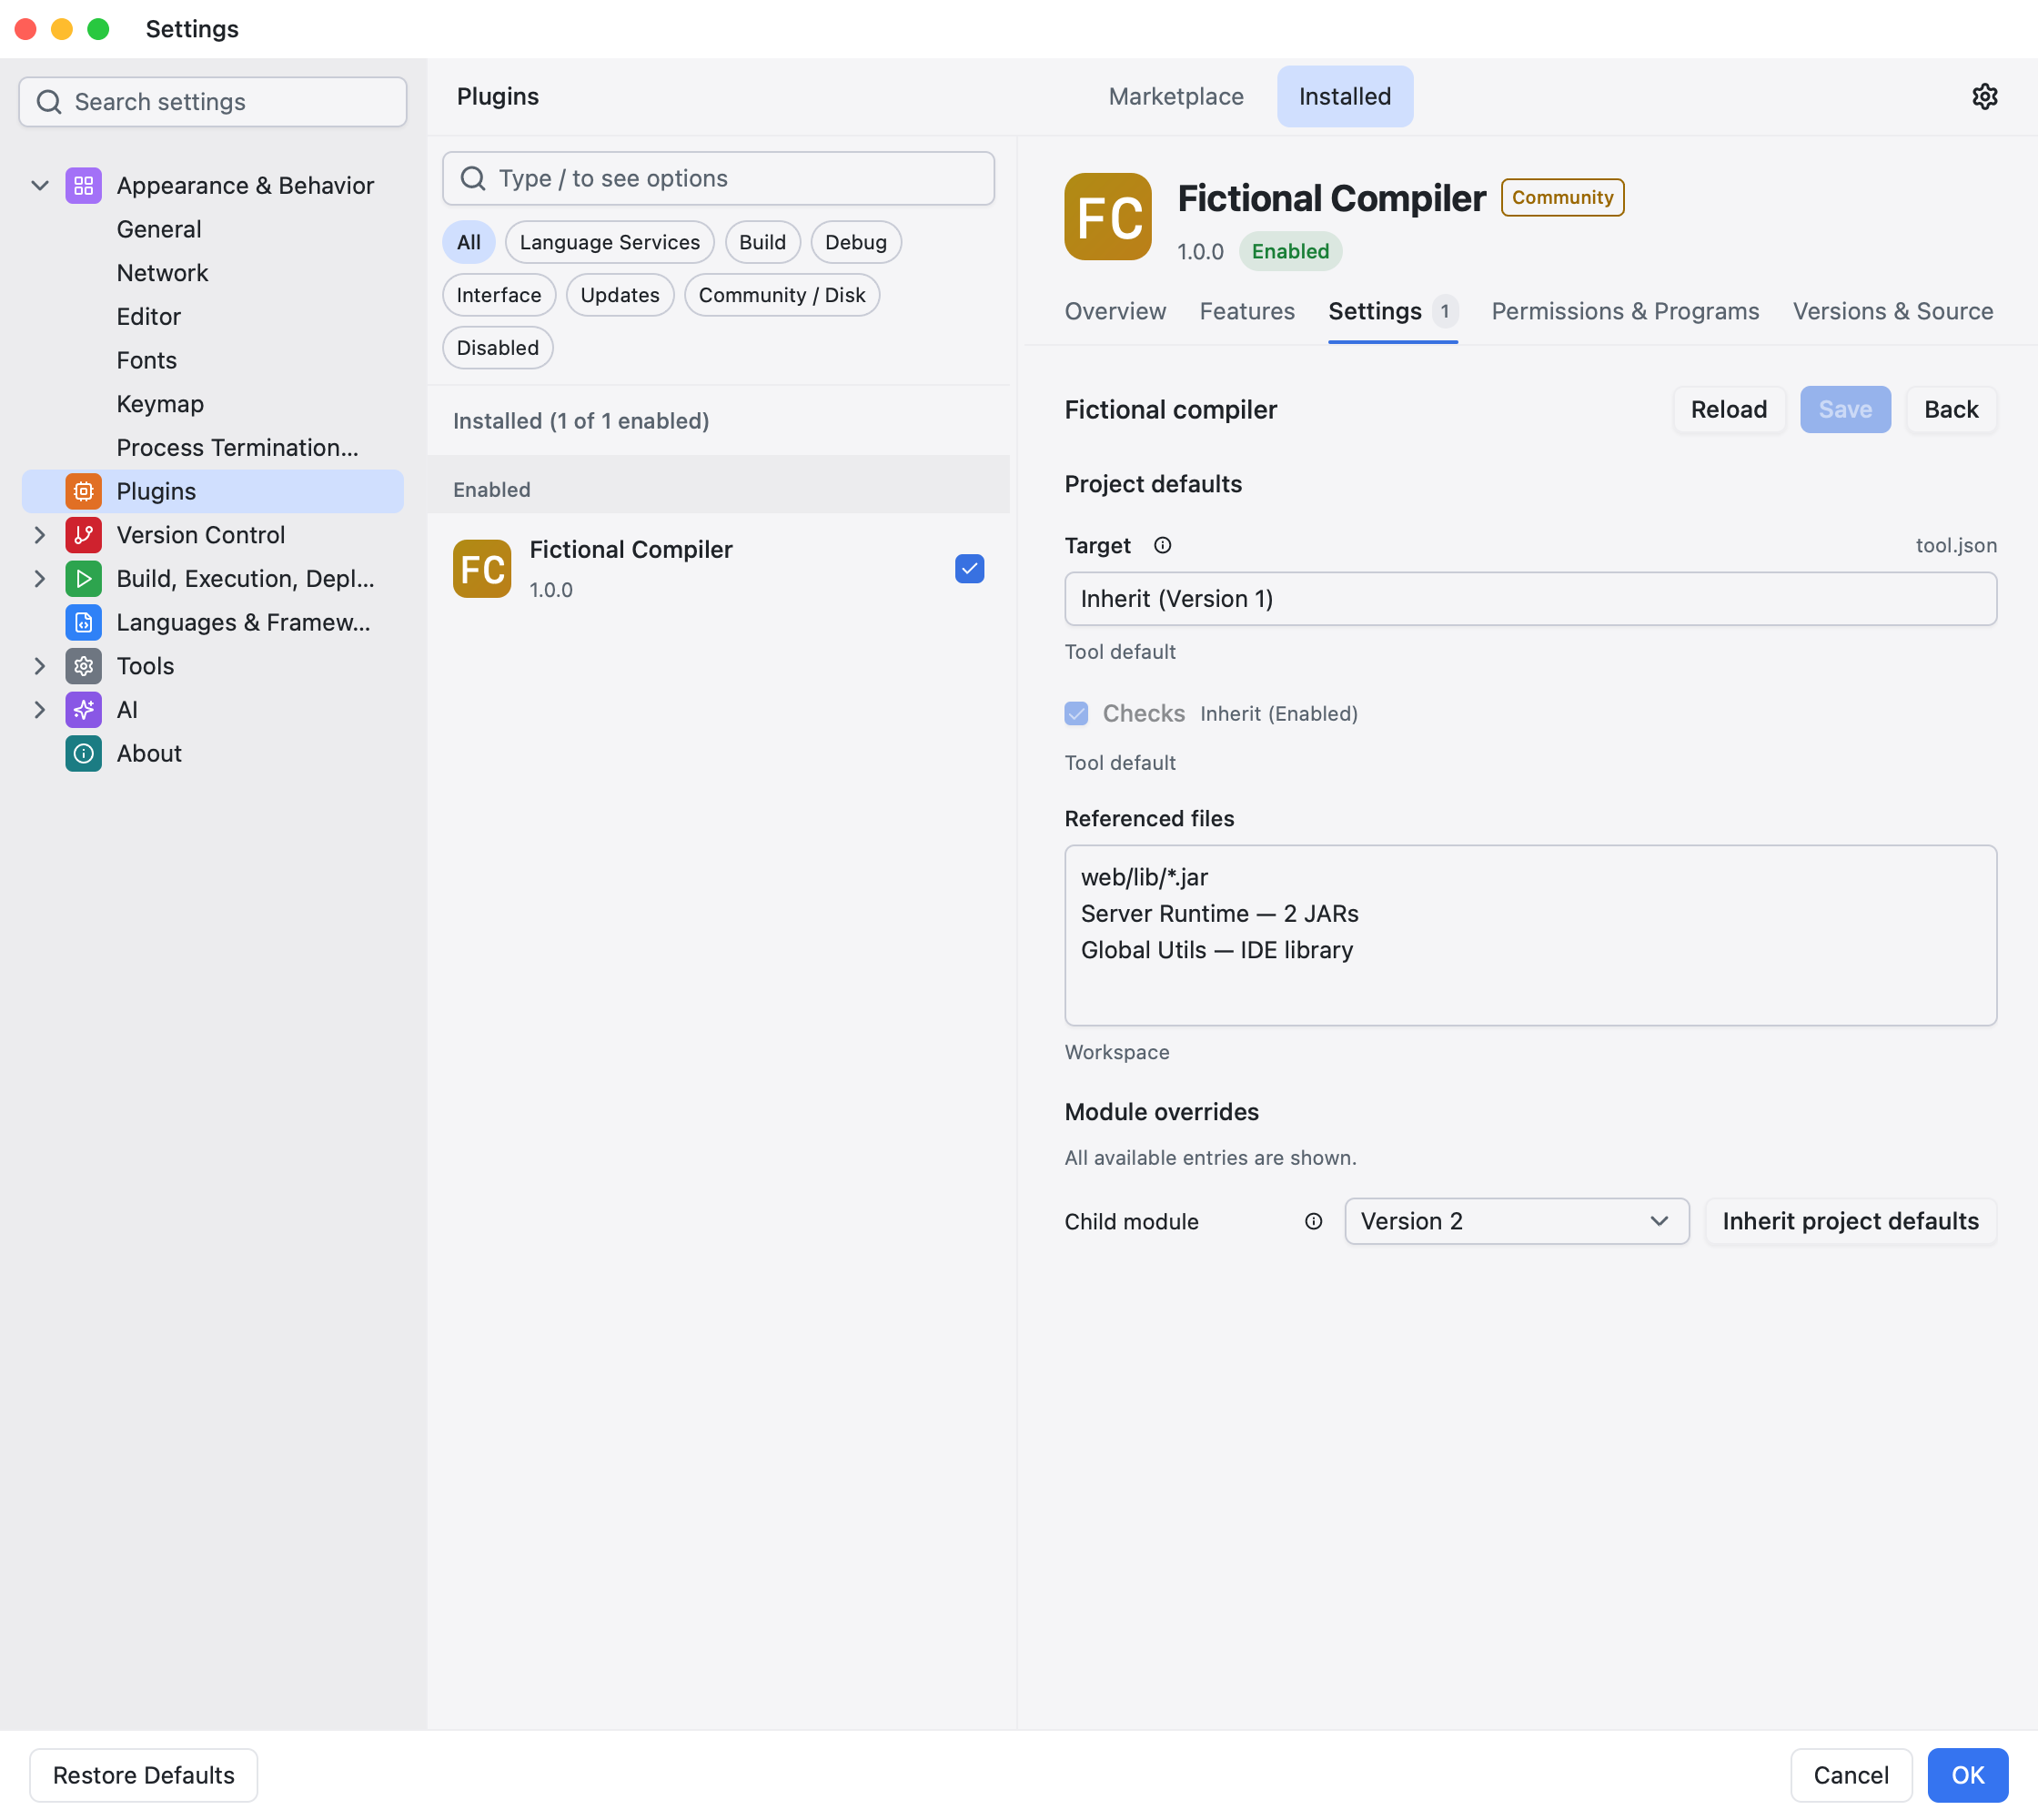 Settings
Search settings
Appearance & Behavior
General
Network
Editor
Fonts
Keymap
Process Termination...
Plugins
Version Control
Build, Execution, Depl...
Languages & Framew...
Tools
AI
About
Plugins
Marketplace
Installed
Type / to see options
All
Language Services
Build
Debug
Interface
Updates
Community / Disk
Disabled
Installed (1 of 1 enabled)
Enabled
FC
Fictional Compiler
1.0.0
FC
Fictional Compiler
Community
1.0.0
Enabled
Overview
Features
Settings 1
Permissions & Programs
Versions & Source
Fictional compiler
Reload
Save
Back
Project defaults
Target
tool.json
Inherit (Version 1)
Tool default
Checks Inherit (Enabled)
Tool default
Referenced files
web/lib/*.jar
Server Runtime — 2 JARs
Global Utils — IDE library
Workspace
Module overrides
All available entries are shown.
Child module
Version 2
Inherit project defaults
Restore Defaults
Cancel
OK